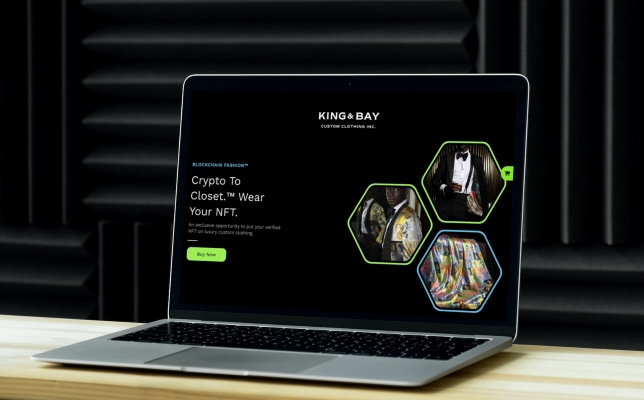 KING & BAY
CUSTOM CLOTHING INC.
BLOCKCHAIN FASHION™
Crypto To
Closet.™ Wear
Your NFT.
An exclusive opportunity to put your verified
NFT on luxury custom clothing
Buy Now